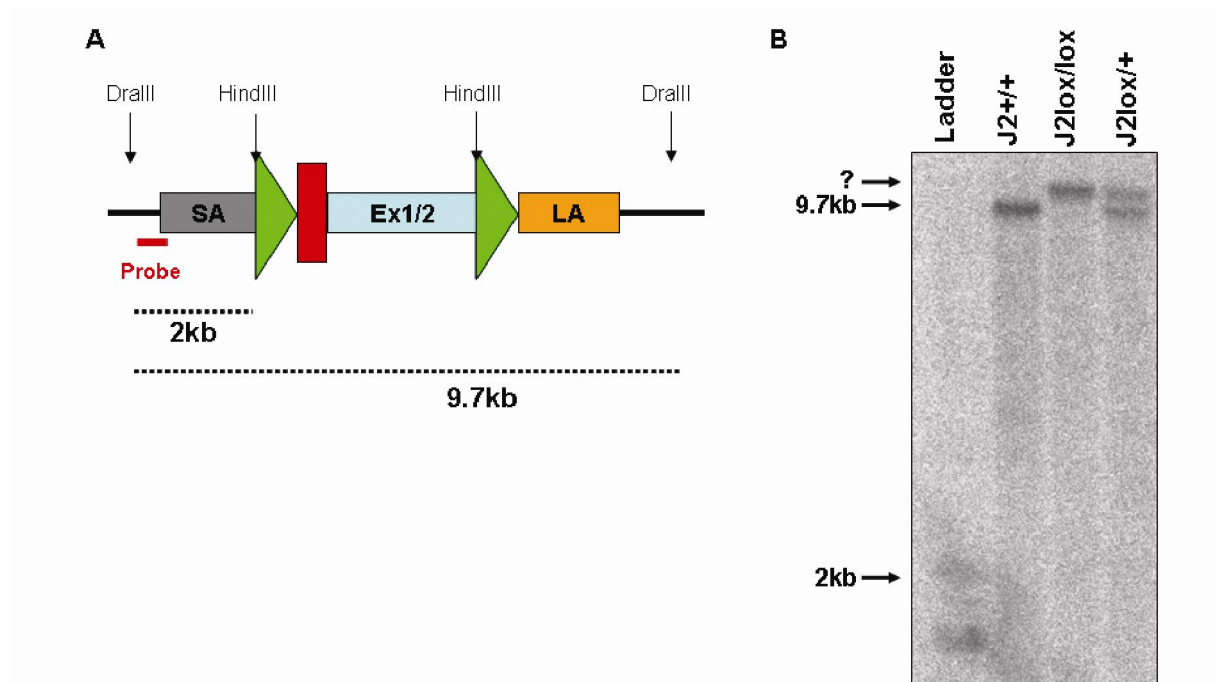 A
DraIII HindIII HindIII DraIII
SA Ex1/2 LA
Probe
2kb
9.7kb
B
Ladder
J2+/+
J2lox/lox
J2lox/+
?
9.7kb
2kb